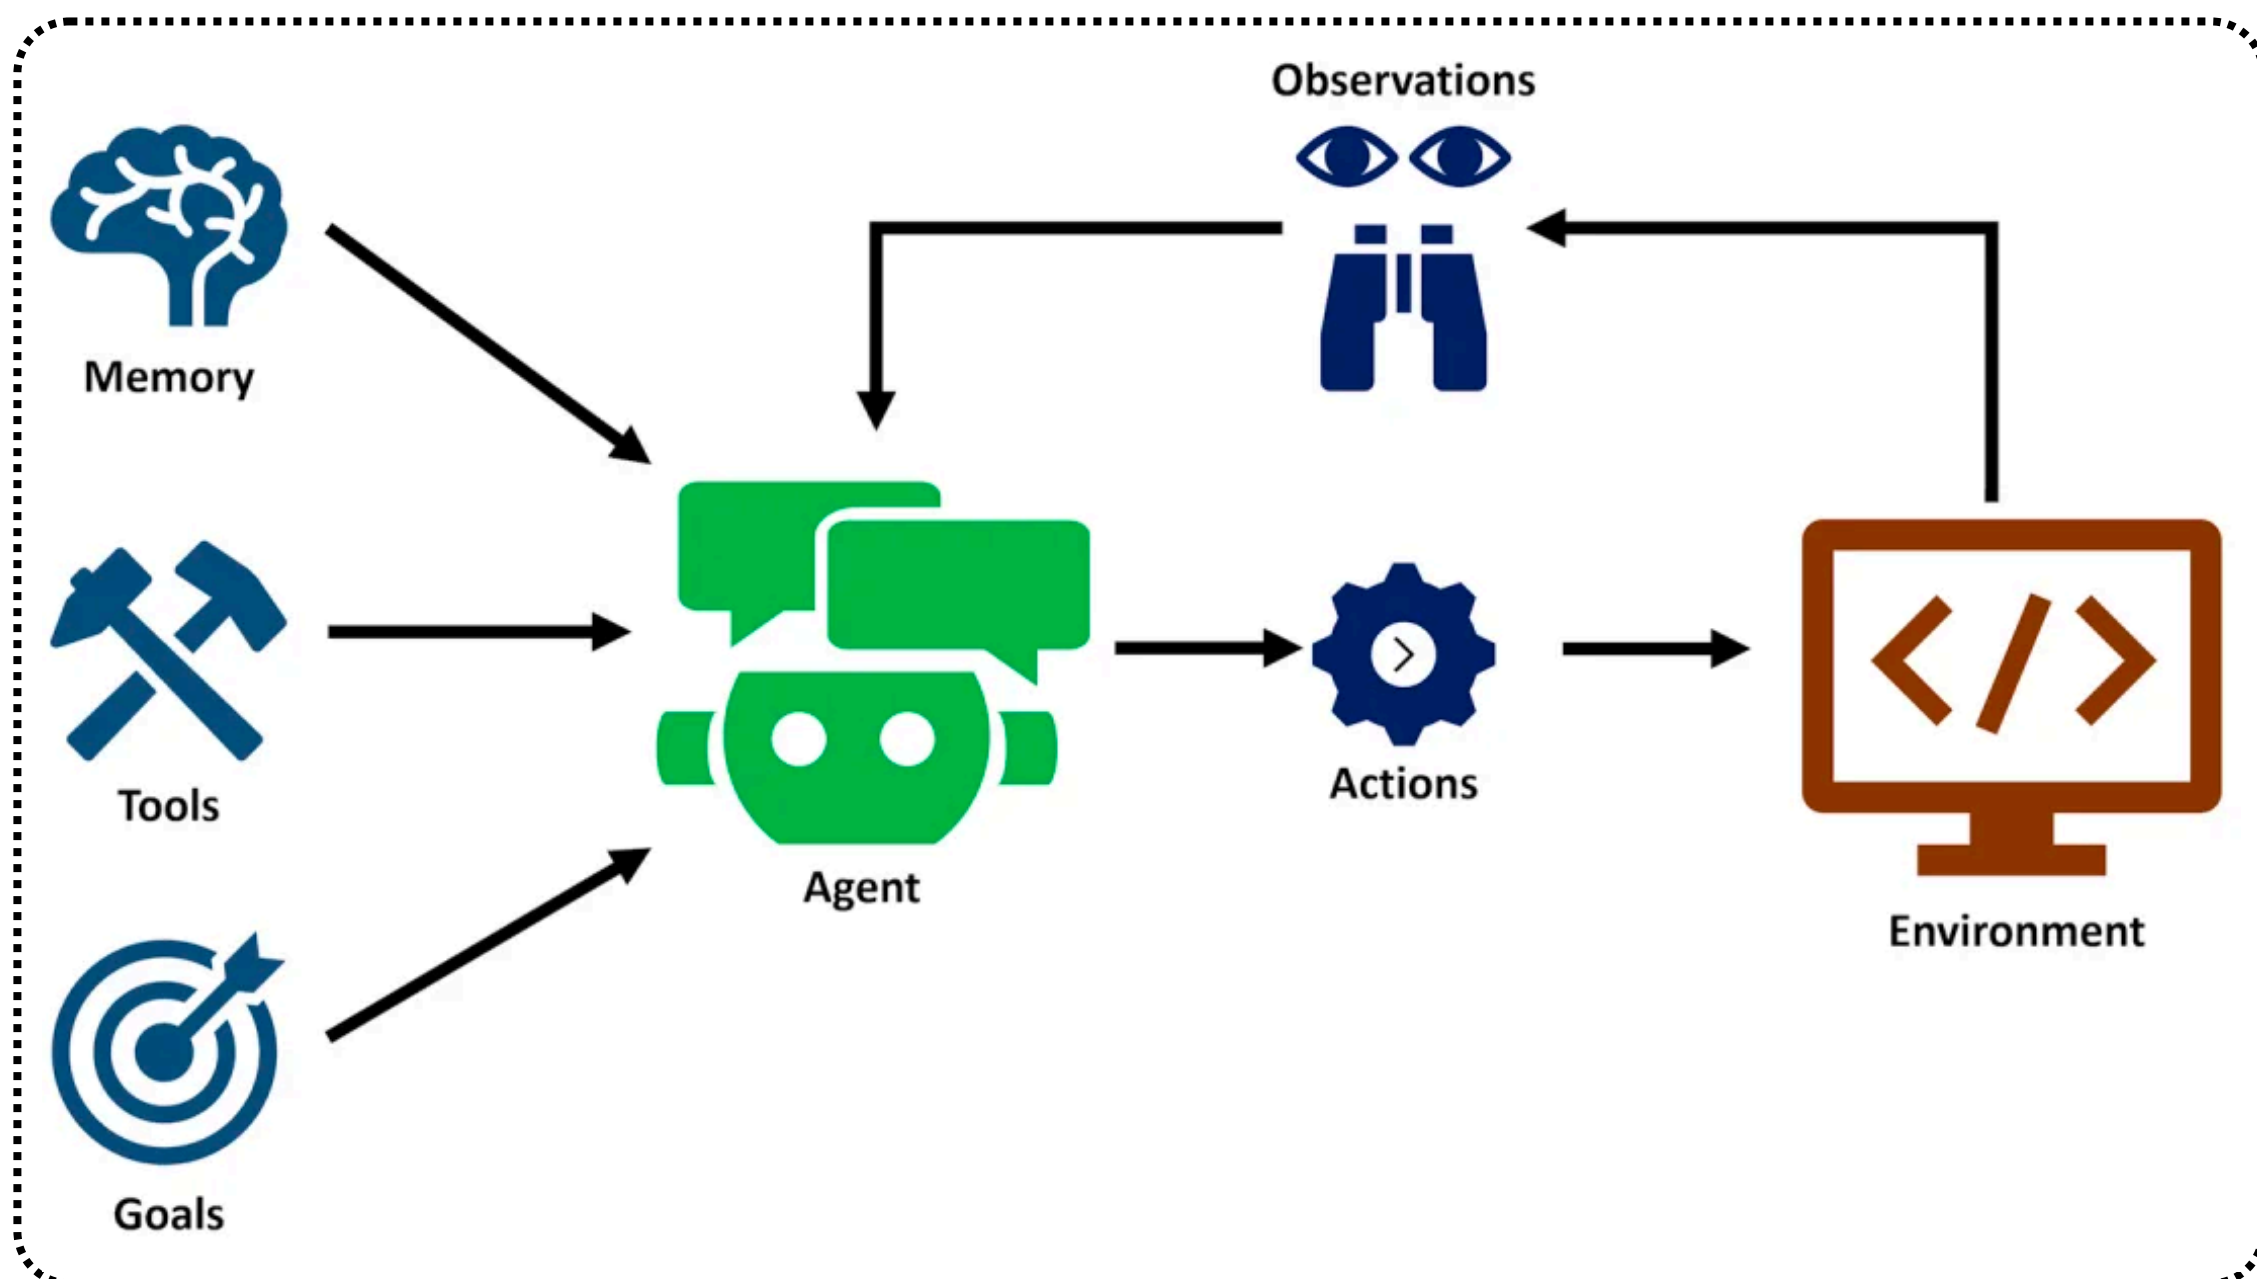 Observations
Memory
Tools
Agent
Actions
Environment
Goals